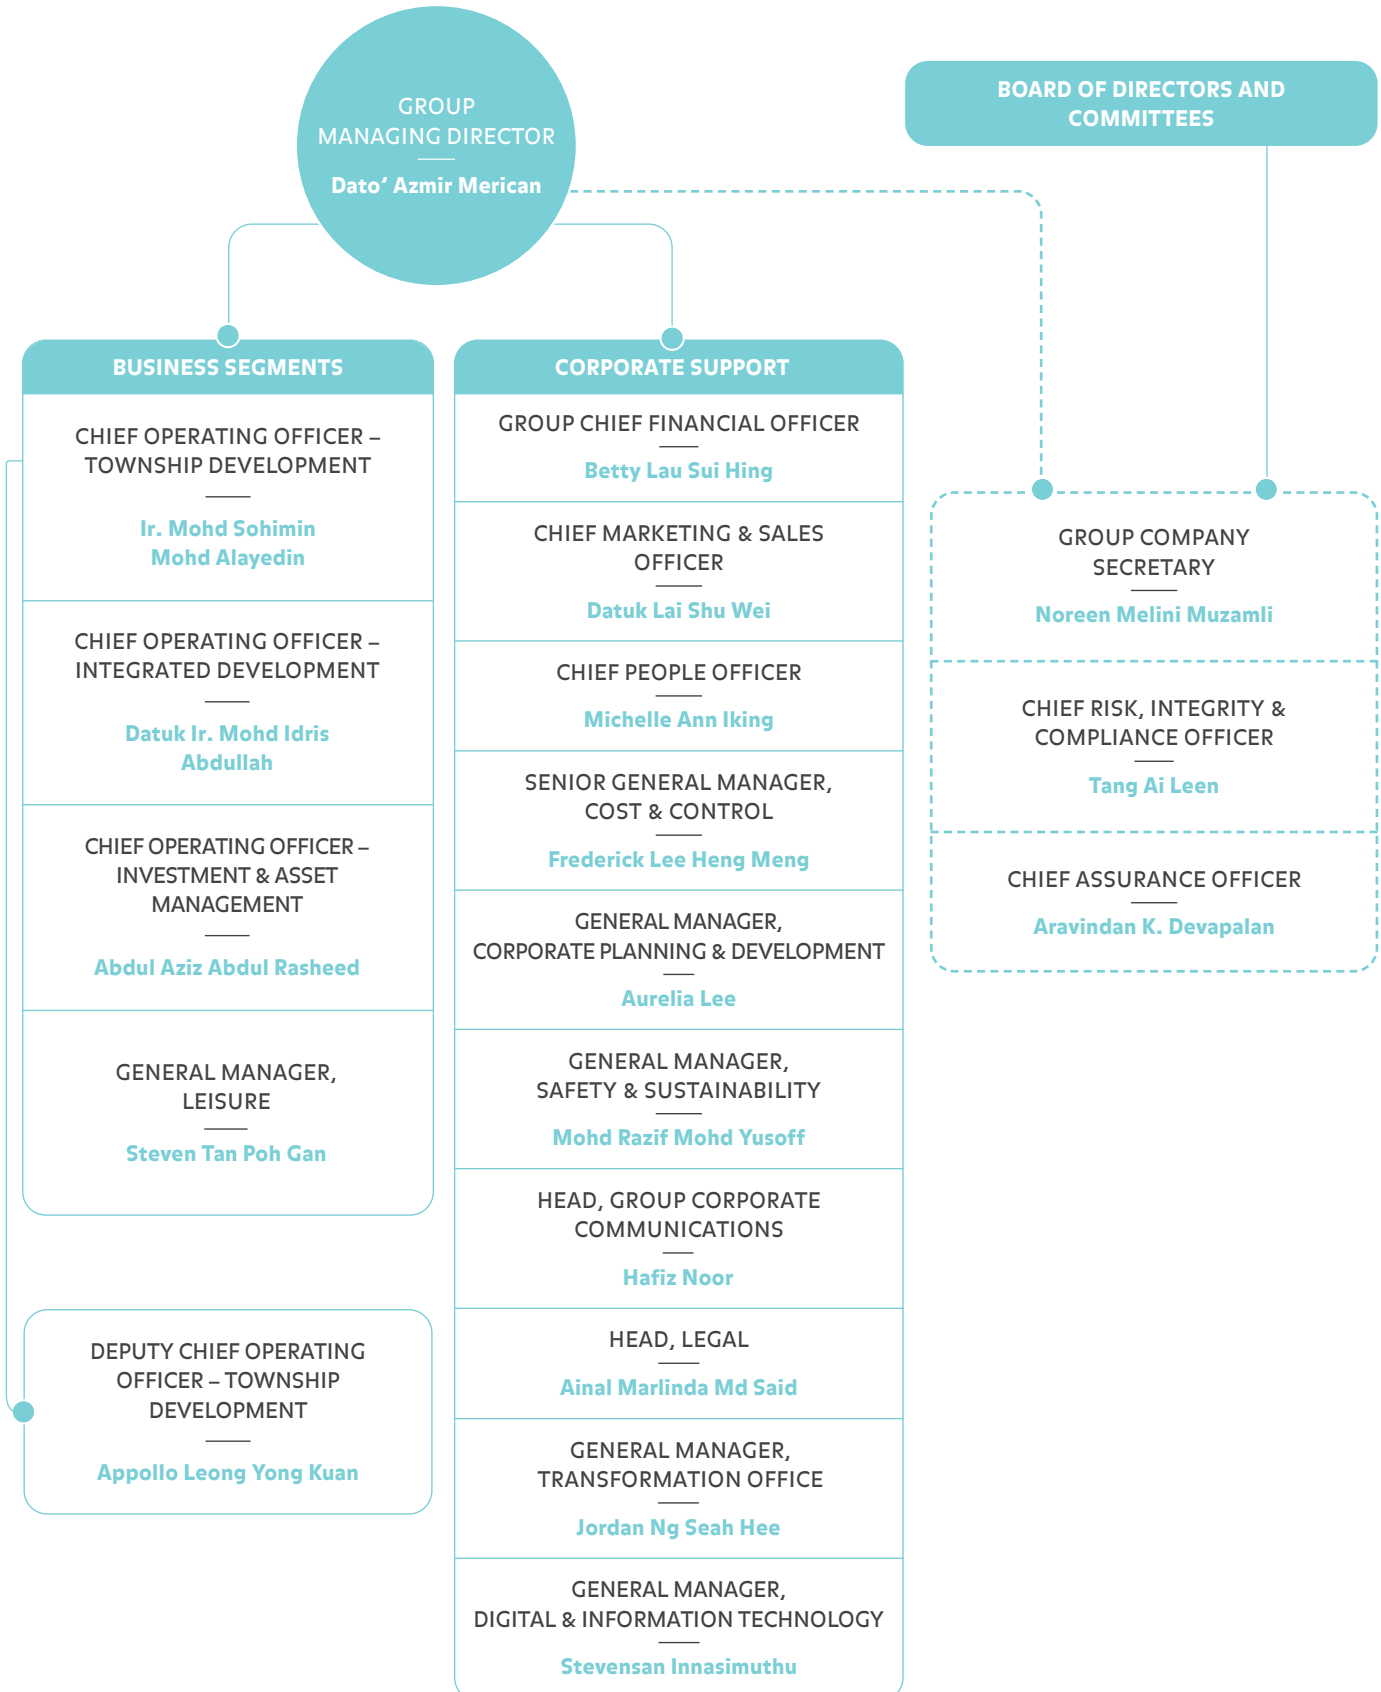 GROUP
MANAGING DIRECTOR
Dato‘ Azmir Merican
BOARD OF DIRECTORS AND
COMMITTEES
BUSINESS SEGMENTS
CHIEF OPERATING OFFICER –
TOWNSHIP DEVELOPMENT
Ir. Mohd Sohimin
Mohd Alayedin
CHIEF OPERATING OFFICER –
INTEGRATED DEVELOPMENT
Datuk Ir. Mohd Idris
Abdullah
CHIEF OPERATING OFFICER –
INVESTMENT & ASSET
MANAGEMENT
Abdul Aziz Abdul Rasheed
GENERAL MANAGER,
LEISURE
Steven Tan Poh Gan
DEPUTY CHIEF OPERATING
OFFICER – TOWNSHIP
DEVELOPMENT
Appollo Leong Yong Kuan
CORPORATE SUPPORT
GROUP CHIEF FINANCIAL OFFICER
Betty Lau Sui Hing
CHIEF MARKETING & SALES
OFFICER
Datuk Lai Shu Wei
CHIEF PEOPLE OFFICER
Michelle Ann Iking
SENIOR GENERAL MANAGER,
COST & CONTROL
Frederick Lee Heng Meng
GENERAL MANAGER,
CORPORATE PLANNING & DEVELOPMENT
Aurelia Lee
GENERAL MANAGER,
SAFETY & SUSTAINABILITY
Mohd Razif Mohd Yusoff
HEAD, GROUP CORPORATE
COMMUNICATIONS
Hafiz Noor
HEAD, LEGAL
Ainal Marlinda Md Said
GENERAL MANAGER,
TRANSFORMATION OFFICE
Jordan Ng Seah Hee
GENERAL MANAGER,
DIGITAL & INFORMATION TECHNOLOGY
Stevensan Innasimuthu
GROUP COMPANY
SECRETARY
Noreen Melini Muzamli
CHIEF RISK, INTEGRITY &
COMPLIANCE OFFICER
Tang Ai Leen
CHIEF ASSURANCE OFFICER
Aravindan K. Devapalan